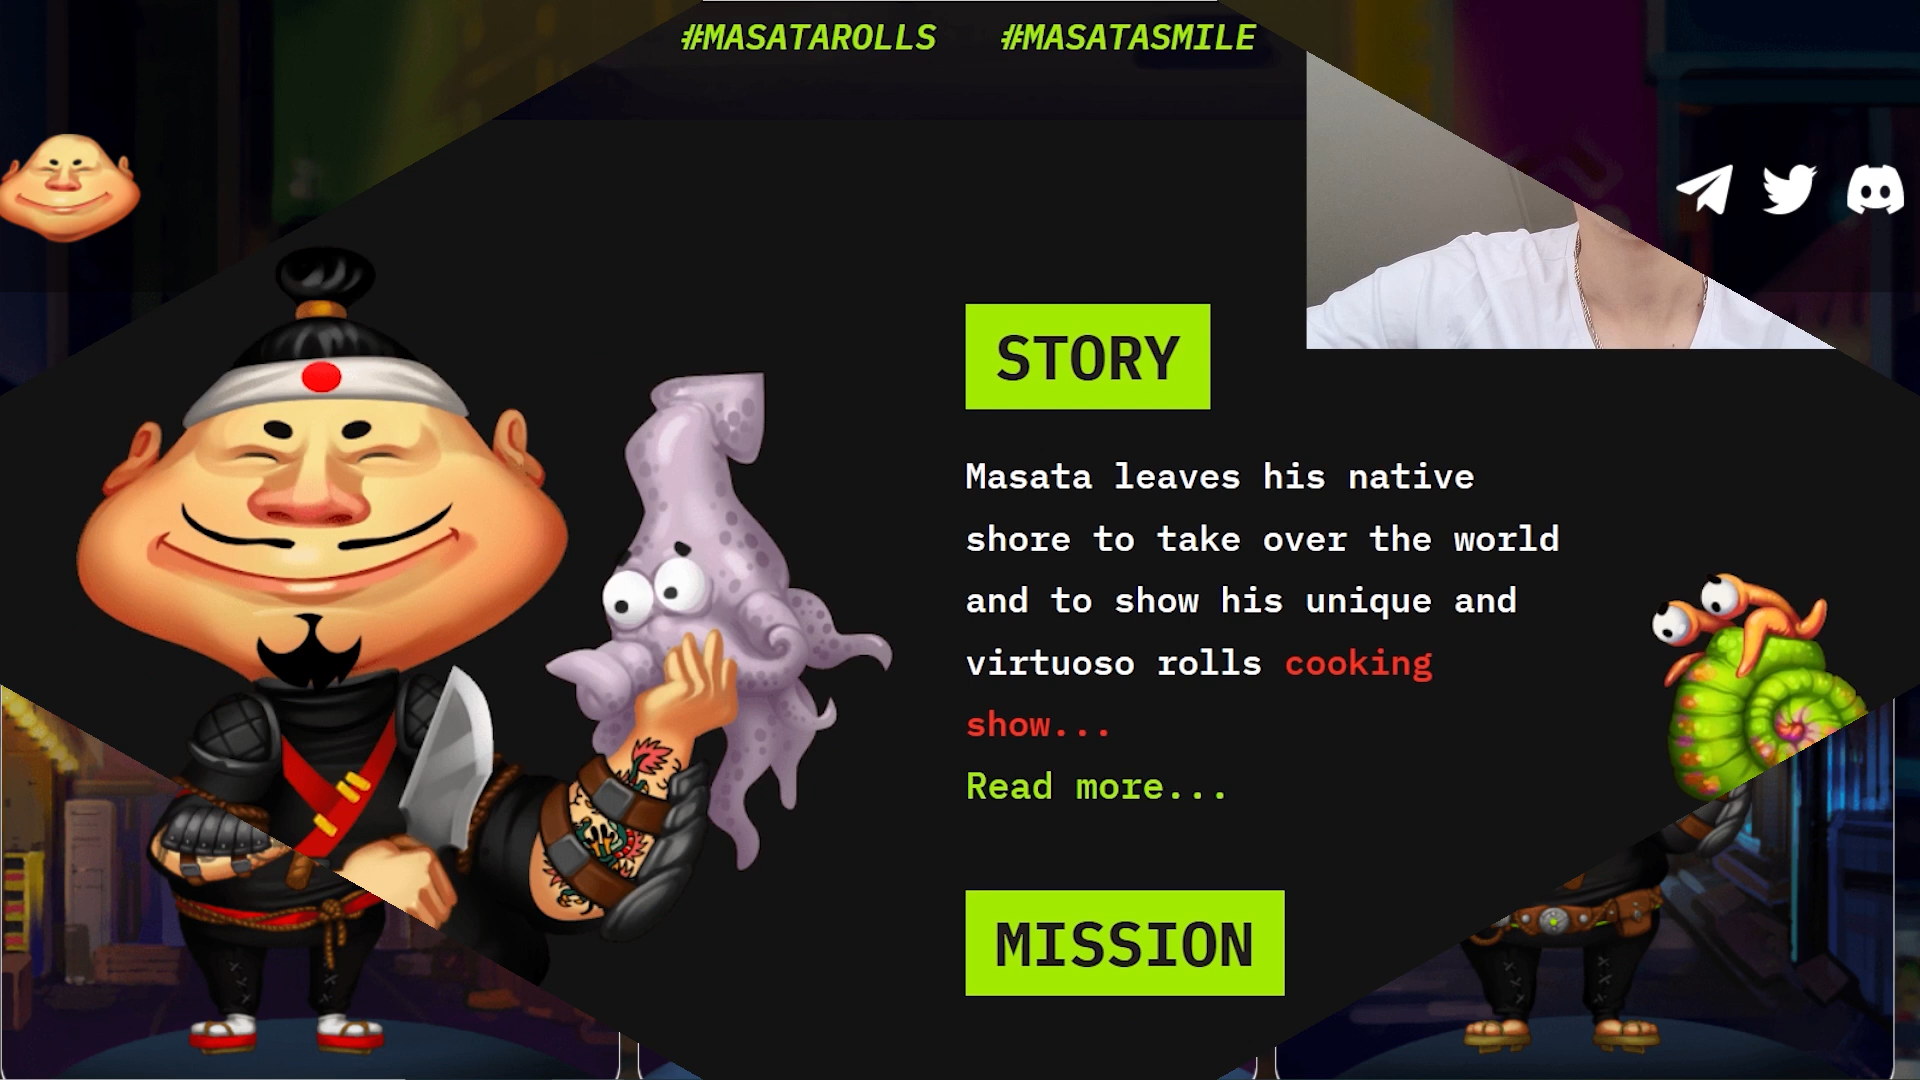 #MASATAROLLS #MASATASMILE
STORY
Masata leaves his native
shore to take over the world
and to show his unique and
virtuoso rolls cooking
show...
Read more...
MISSION